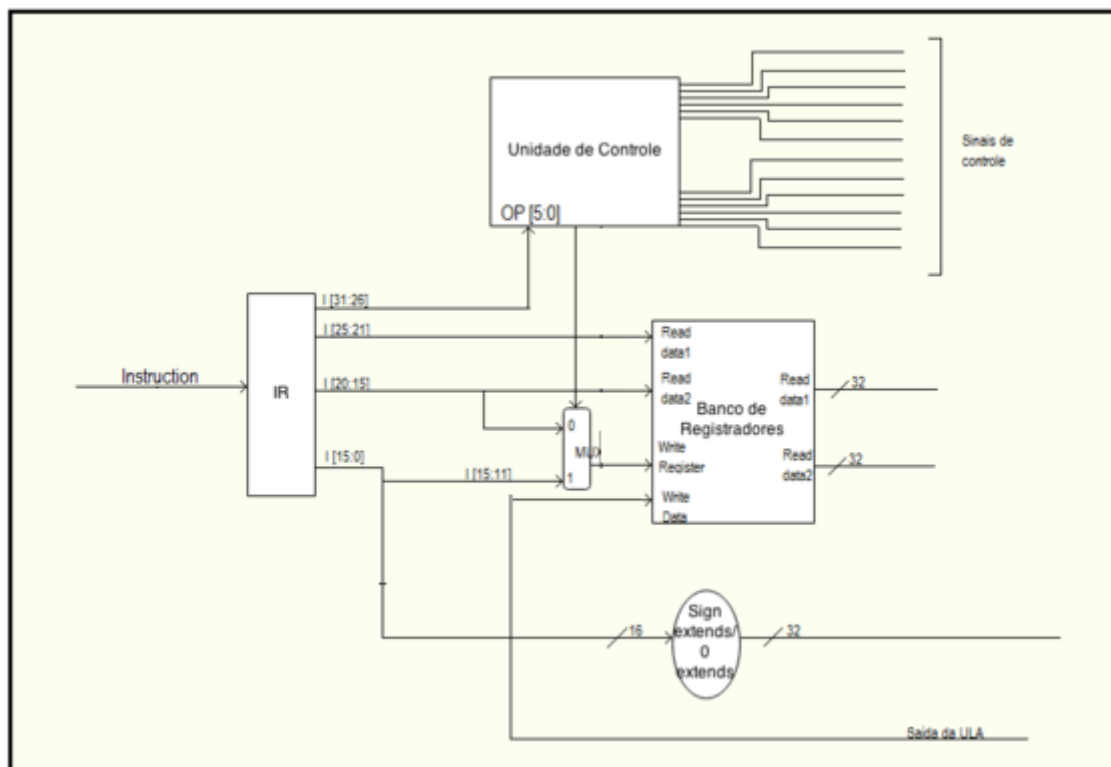 Unidade de Controle
OP [5:0]
Sinais de
controle
I [31:26]
I [25:21]
Instruction
IR
I [20:15]
I [15:0]
I [15:11]
0
MUX
1
Read
data1
Read
data2
Banco de
Registradores
Write
Register
Write
Data
Read
data1
Read
data2
32
32
16
Sign
extends/
0
extends
32
Saída da ULA